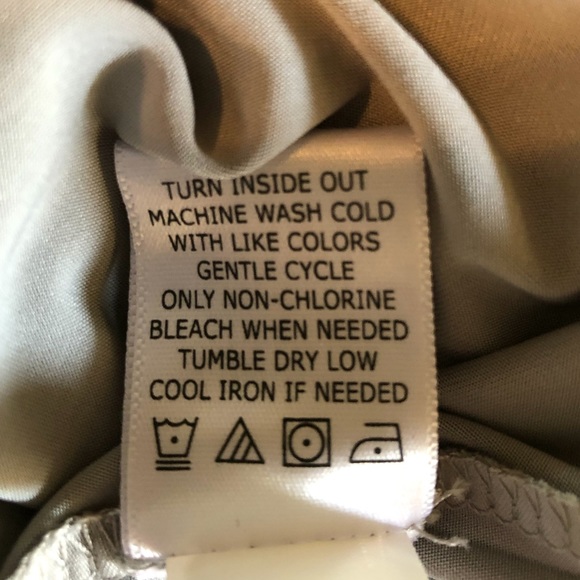 TURN INSIDE OUT
MACHINE WASH COLD
WITH LIKE COLORS
GENTLE CYCLE
ONLY NON-CHLORINE
BLEACH WHEN NEEDED
TUMBLE DRY LOW
COOL IRON IF NEEDED